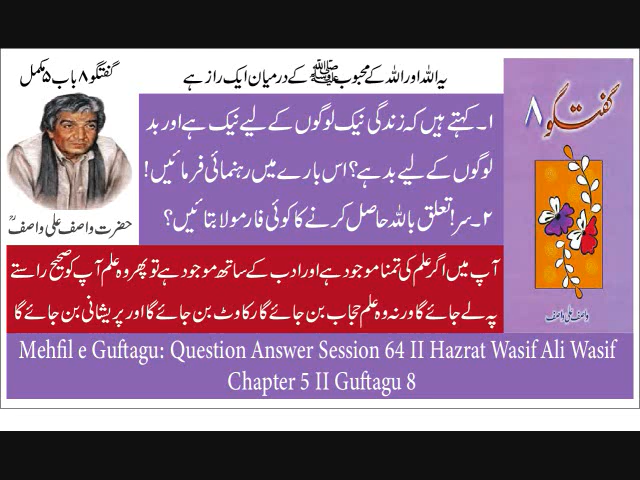 گفتگو ۸ باب ۵ مکمل
یہ اللہ اور اللہ کے محبوب ﷺ کے درمیان ایک راز ہے
۱۔ کہتے ہیں کہ زندگی نیک لوگوں کے لیے نیک ہے اور بد
لوگوں کے لیے بد ہے؟ اس بارے میں رہنمائی فرمائیں!
۲۔ سر! تعلق باللہ حاصل کرنے کا کوئی فارمولا بتائیں؟
حضرت واصف علی واصفؒ
گفتگو ۸
واصف علی واصف
آپ میں اگر علم کی تمنا موجود ہے اور ادب کے ساتھ موجود ہے تو پھر وہ علم آپ کو صحیح راستے
پہ لے جائے گا ورنہ وہ علم حجاب بن جائے گا رکاوٹ بن جائے گا اور پریشانی بن جائے گا
Mehfil e Guftagu: Question Answer Session 64 II Hazrat Wasif Ali Wasif
Chapter 5 II Guftagu 8